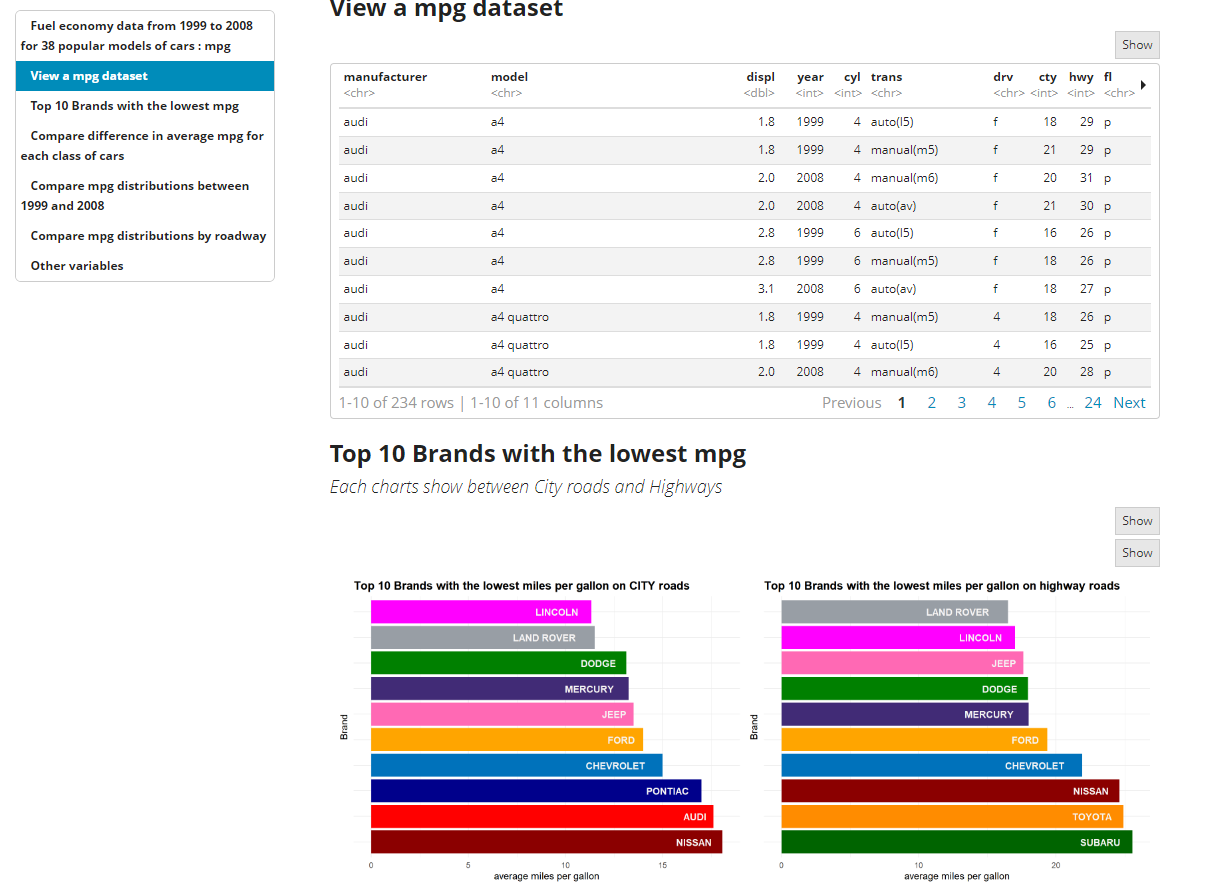 View a mpg dataset
Fuel economy data from 1999 to 2008
for 38 popular models of cars : mpg
View a mpg dataset
Top 10 Brands with the lowest mpg
Compare difference in average mpg for
each class of cars
Compare mpg distributions between
1999 and 2008
Compare mpg distributions by roadway
Other variables
Show
manufacturer model displ year cyl trans drv cty hwy fl
<chr> <chr> <dbl> <int> <int> <chr> <chr> <int> <int> <chr>
audi a4 1.8 1999 4 auto(l5) f 18 29 p
audi a4 1.8 1999 4 manual(m5) f 21 29 p
audi a4 2.0 2008 4 manual(m6) f 20 31 p
audi a4 2.0 2008 4 auto(av) f 21 30 p
audi a4 2.8 1999 6 auto(l5) f 16 26 p
audi a4 2.8 1999 6 manual(m5) f 18 26 p
audi a4 3.1 2008 6 auto(av) f 18 27 p
audi a4 quattro 1.8 1999 4 manual(m5) 4 18 26 p
audi a4 quattro 1.8 1999 4 auto(l5) 4 16 25 p
audi a4 quattro 2.0 2008 4 manual(m6) 4 20 28 p
1-10 of 234 rows | 1-10 of 11 columns Previous 1 2 3 4 5 6 ... 24 Next
Top 10 Brands with the lowest mpg
Each charts show between City roads and Highways
Show
Show
Top 10 Brands with the lowest miles per gallon on CITY roads
LINCOLN
LAND ROVER
DODGE
MERCURY
JEEP
FORD
CHEVROLET
PONTIAC
AUDI
NISSAN
Brand
0 5 10 15
average miles per gallon
Top 10 Brands with the lowest miles per gallon on highway roads
LAND ROVER
LINCOLN
JEEP
DODGE
MERCURY
FORD
CHEVROLET
NISSAN
TOYOTA
SUBARU
Brand
0 10 20
average miles per gallon